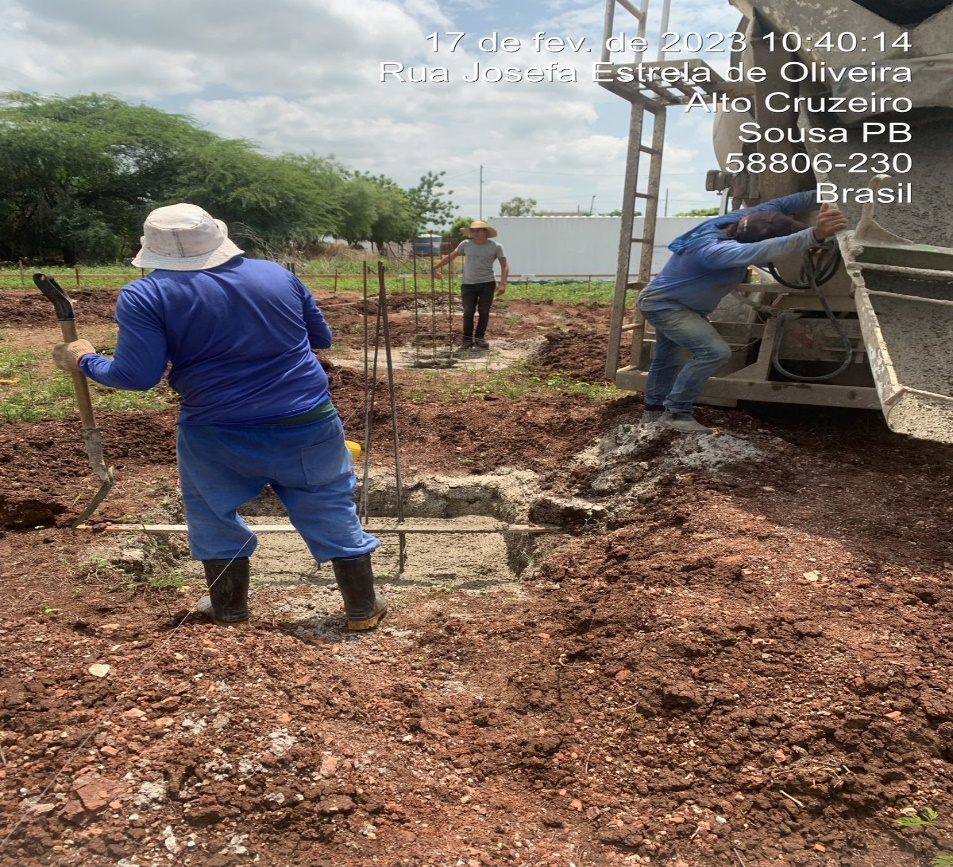 17 de fev. de 2023 10:40:14
Rua Josefa Estrela de Oliveira
Alto Cruzeiro
Sousa PB
58806-230
Brasil